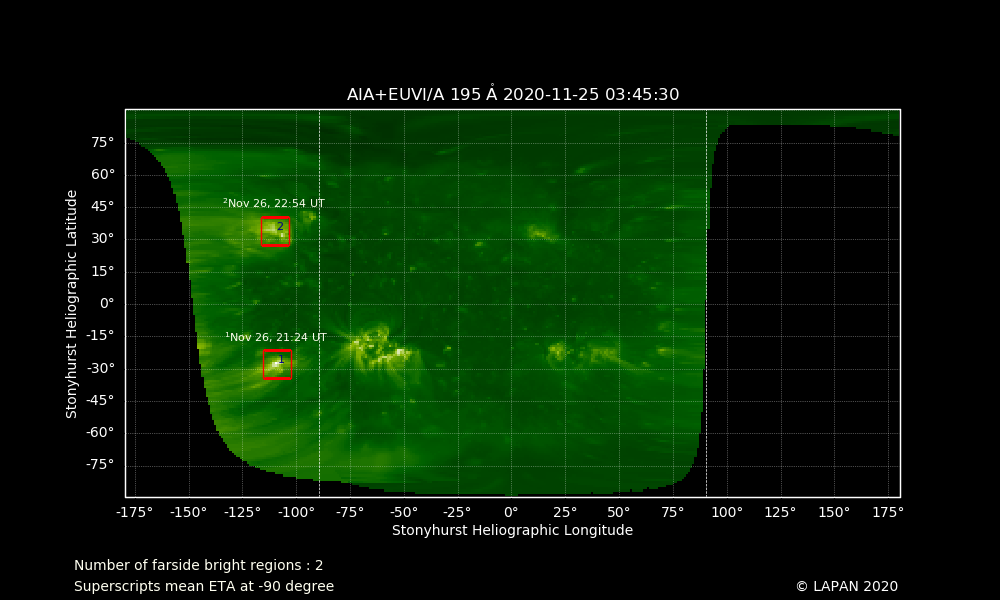 AIA+EUVI/A 195 Å 2020-11-25 03:45:30
Stonyhurst Heliographic Latitude
75°
60°
45°
30°
15°
0°
-15°
-30°
-45°
-60°
-75°
²Nov 26, 22:54 UT
2
¹Nov 26, 21:24 UT
1
-175° -150° -125° -100° -75° -50° -25° 0° 25° 50° 75° 100° 125° 150° 175°
Stonyhurst Heliographic Longitude
Number of farside bright regions : 2
Superscripts mean ETA at -90 degree
© LAPAN 2020